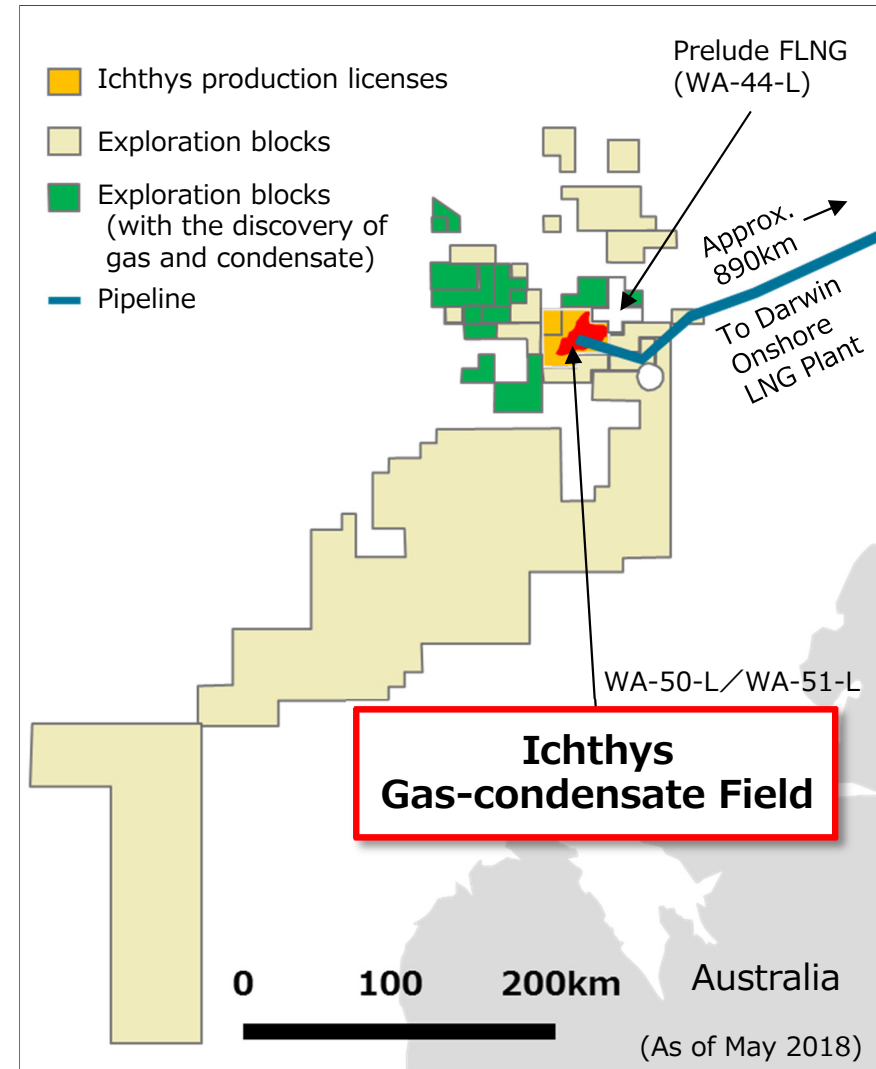 Prelude FLNG
(WA-44-L)
Ichthys production licenses
Exploration blocks
Exploration blocks
(with the discovery of
gas and condensate)
Pipeline
Approx.
890km
To Darwin
Onshore
LNG Plant
WA-50-L／WA-51-L
Ichthys
Gas-condensate Field
0 100 200km
Australia
(As of May 2018)